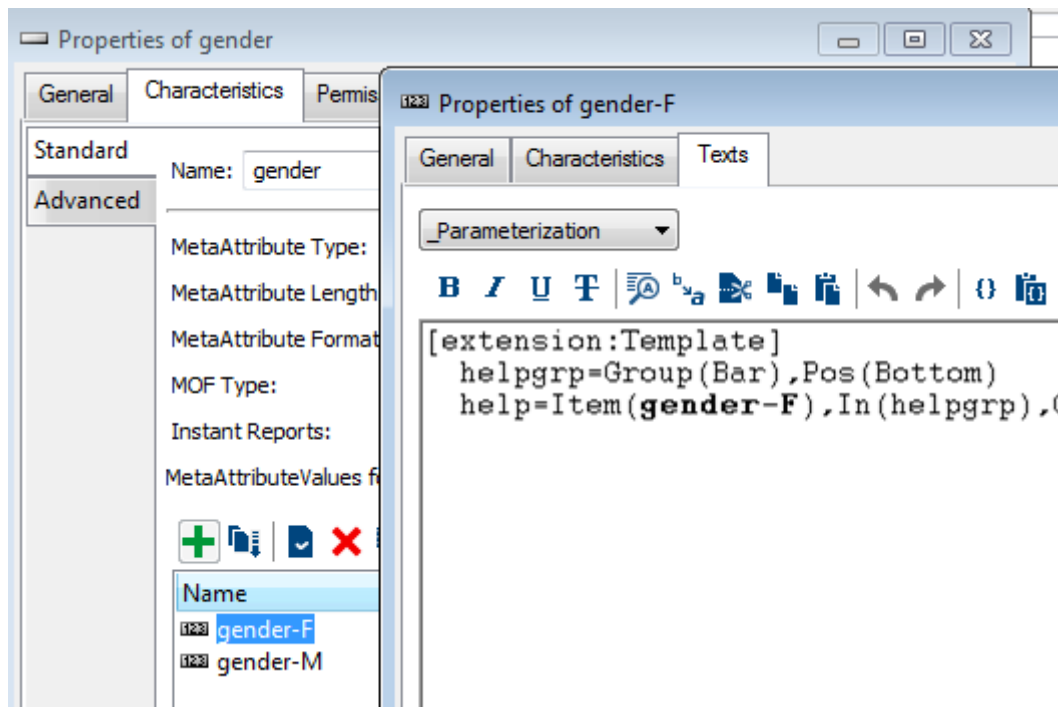 Properties of gender
General
Characteristics
Permis
Standard
Advanced
Name: gender
MetaAttribute Type:
MetaAttribute Length
MetaAttribute Format
MOF Type:
Instant Reports:
MetaAttributeValues f
Name
gender-F
gender-M
Properties of gender-F
General
Characteristics
Texts
_Parameterization
[extension:Template]
helpgrp=Group(Bar),Pos(Bottom)
help=Item(gender-F),In(helpgrp),